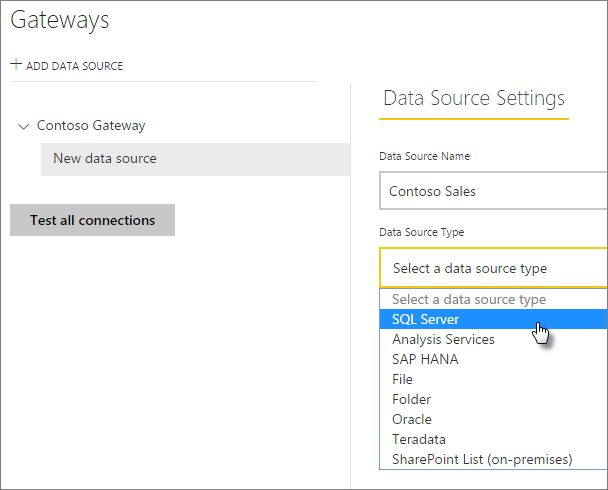 Gateways
+ ADD DATA SOURCE
Contoso Gateway
New data source
Test all connections
Data Source Settings
Data Source Name
Contoso Sales
Data Source Type
Select a data source type
Select a data source type
SQL Server
Analysis Services
SAP HANA
File
Folder
Oracle
Teradata
SharePoint List (on-premises)